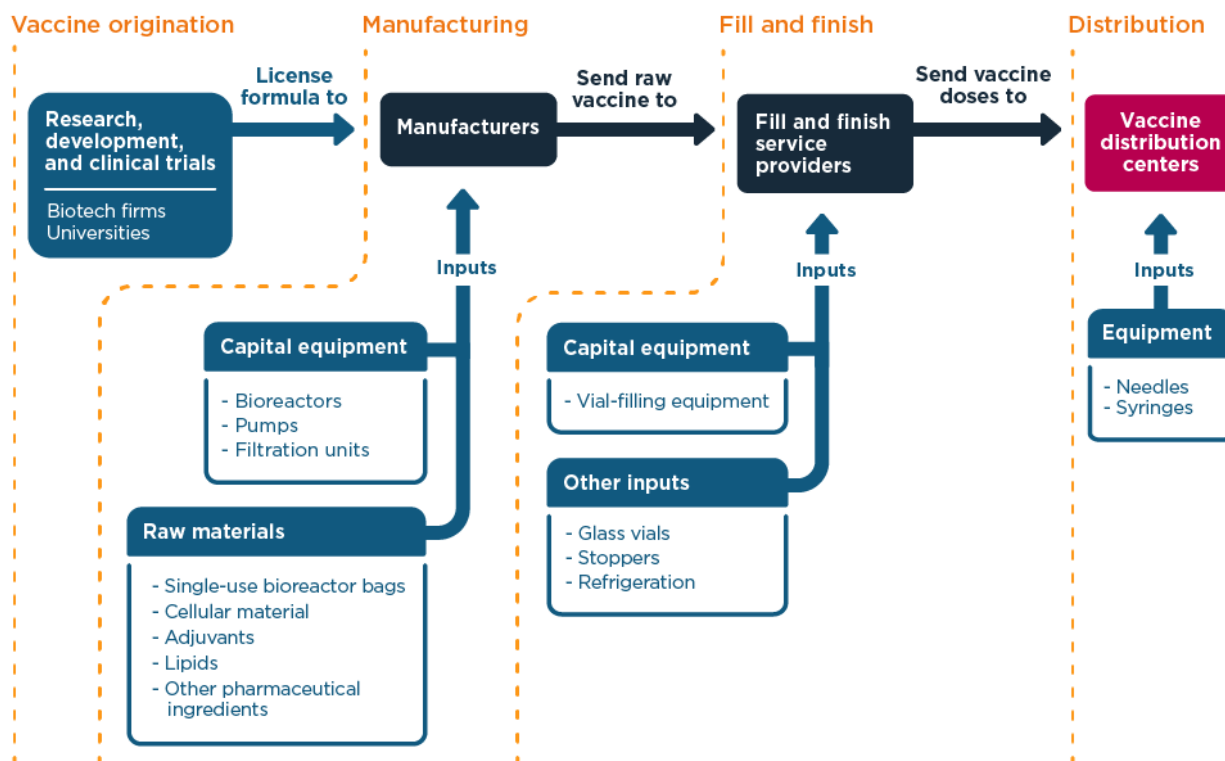 Vaccine origination
Manufacturing
Fill and finish
Distribution
Research,
development,
and clinical trials
Biotech firms
Universities
License
formula to
Manufacturers
Send raw
vaccine to
Fill and finish
service
providers
Send vaccine
doses to
Vaccine
distribution
centers
Inputs
Capital equipment
- Bioreactors
- Pumps
- Filtration units
Raw materials
- Single-use bioreactor bags
- Cellular material
- Adjuvants
- Lipids
- Other pharmaceutical
ingredients
Inputs
Capital equipment
- Vial-filling equipment
Other inputs
- Glass vials
- Stoppers
- Refrigeration
Inputs
Equipment
- Needles
- Syringes